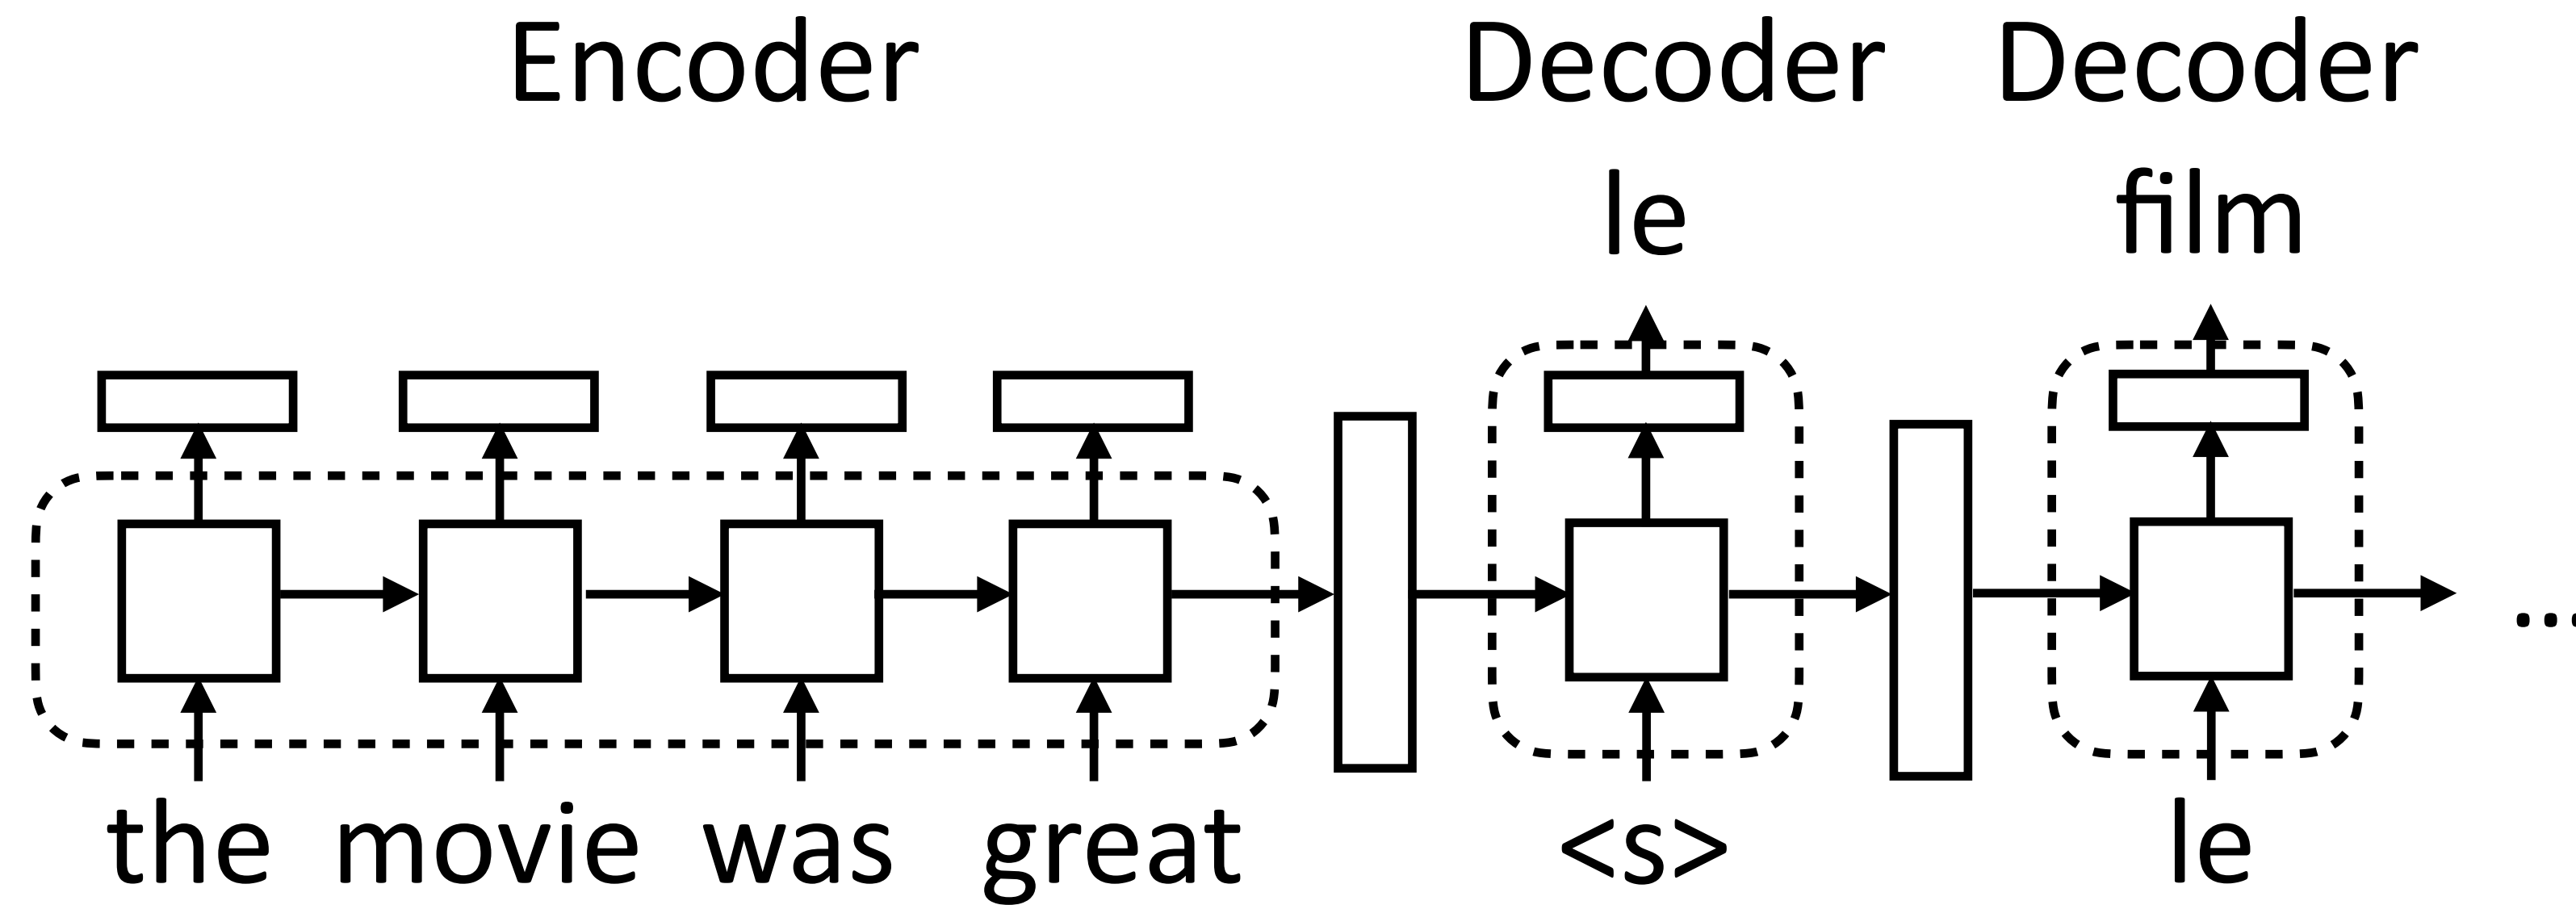 Encoder Decoder Decoder
le film
...
the movie was great <s> le